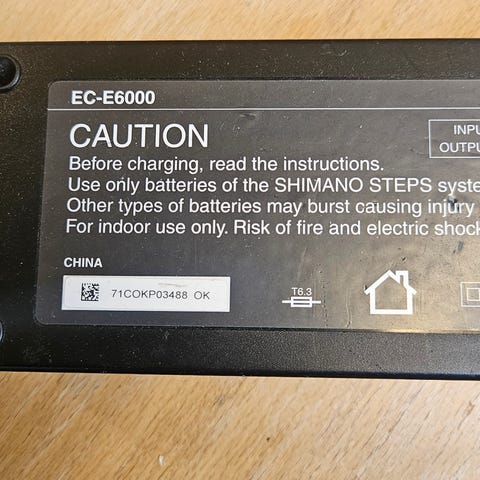 EC-E6000
CAUTION
INPU
OUTPU
Before charging, read the instructions.
Use only batteries of the SHIMANO STEPS syste
Other types of batteries may burst causing injury
For indoor use only. Risk of fire and electric shock
CHINA
71COKP03488 OK
T6.3